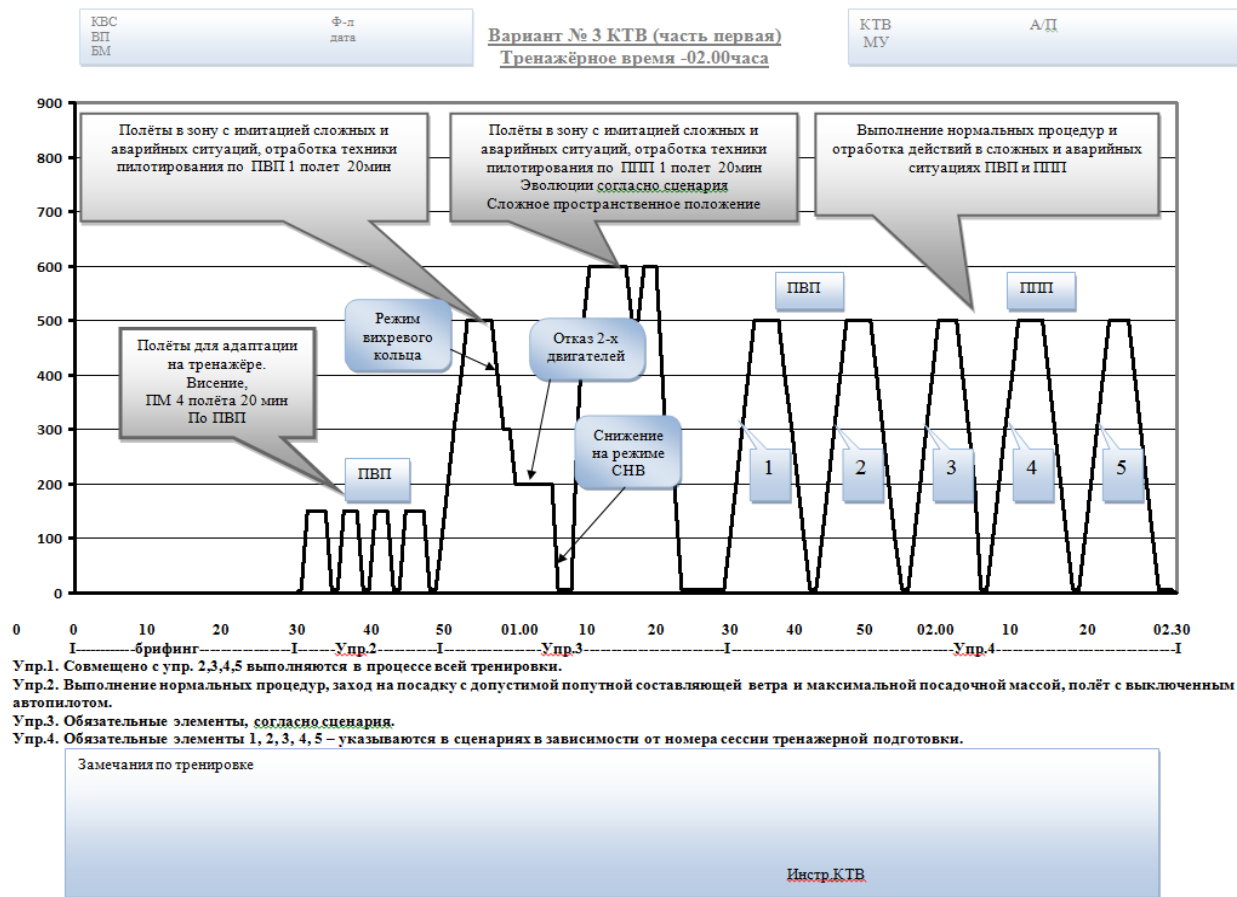 КВС Ф-л
ВП дата
БМ
Вариант № 3 КТВ (часть первая)
Тренажёрное время -02.00часа
КТВ А/П
МУ
900
800
700
600
500
400
300
200
100
0
Полёты в зону с имитацией сложных и
аварийных ситуаций, отработка техники
пилотирования по ПВП 1 полет 20мин
Полёты в зону с имитацией сложных и
аварийных ситуаций, отработка техники
пилотирования по ППП 1 полет 20мин
Эволюции согласно сценария
Сложное пространственное положение
Выполнение нормальных процедур и
отработка действий в сложных и аварийных
ситуациях ПВП и ППП
ПВП
ППП
Режим
вихревого
кольца
Отказ 2-х
двигателей
Полёты для адаптации
на тренажёре.
Висение,
ПМ 4 полёта 20 мин
По ПВП
Снижение
на режиме
СНВ
ПВП
1
2
3
4
5
0 0 10 20 30 40 50 01.00 10 20 30 40 50 02.00 10 20 02.30
I------------брифинг-----------------I-------Упр.2----------I------------------Упр.3--------------------------I------------------------------------------Упр.4---------------------------------------I
Упр.1. Совмещено с упр. 2,3,4,5 выполняются в процессе всей тренировки.
Упр.2. Выполнение нормальных процедур, заход на посадку с допустимой попутной составляющей ветра и максимальной посадочной массой, полёт с выключенным
автопилотом.
Упр.3. Обязательные элементы, согласно сценария.
Упр.4. Обязательные элементы 1, 2, 3, 4, 5 – указываются в сценариях в зависимости от номера сессии тренажерной подготовки.
Замечания по тренировке
Инстр.КТВ